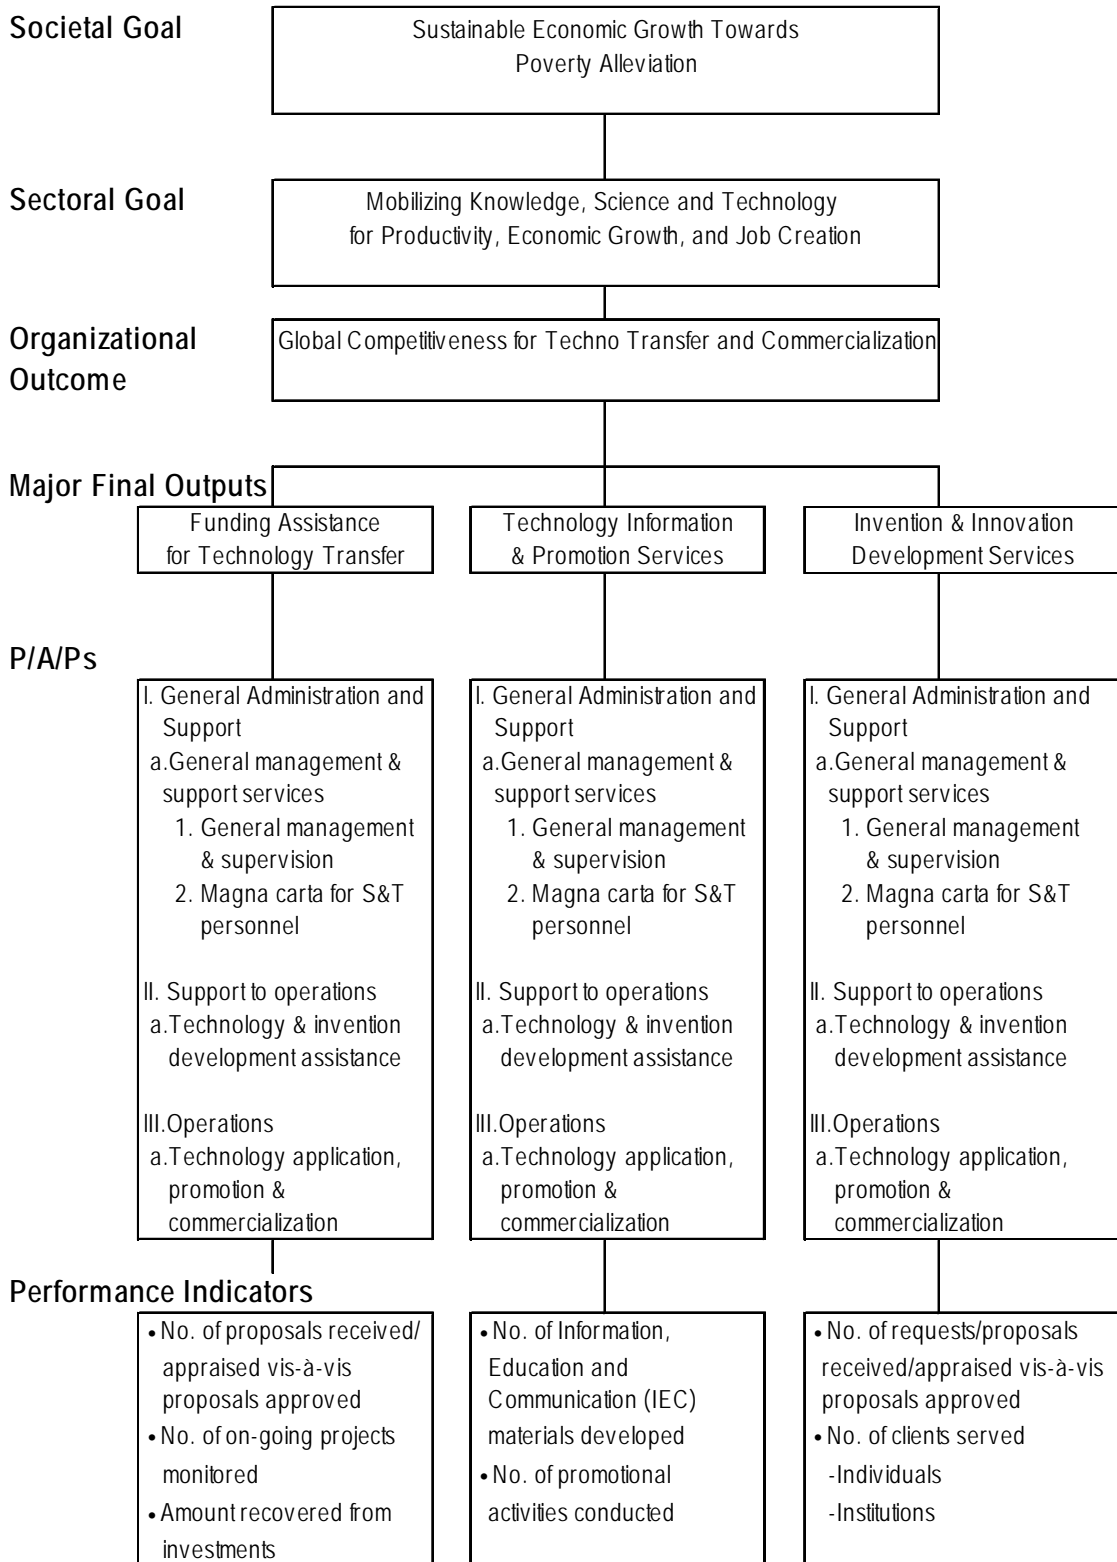 Societal Goal
Sustainable Economic Growth Towards
Poverty Alleviation
Sectoral Goal
Mobilizing Knowledge, Science and Technology
for Productivity, Economic Growth, and Job Creation
Organizational
Outcome
Global Competitiveness for Techno Transfer and Commercialization
Major Final Outputs
Funding Assistance
for Technology Transfer
Technology Information
& Promotion Services
Invention & Innovation
Development Services
P/A/Ps
I. General Administration and
Support
a.General management &
support services
1. General management
& supervision
2. Magna carta for S&T
personnel
II. Support to operations
a.Technology & invention
development assistance
III.Operations
a.Technology application,
promotion &
commercialization
I. General Administration and
Support
a.General management &
support services
1. General management
& supervision
2. Magna carta for S&T
personnel
II. Support to operations
a.Technology & invention
development assistance
III.Operations
a.Technology application,
promotion &
commercialization
I. General Administration and
Support
a.General management &
support services
1. General management
& supervision
2. Magna carta for S&T
personnel
II. Support to operations
a.Technology & invention
development assistance
III.Operations
a.Technology application,
promotion &
commercialization
Performance Indicators
• No. of proposals received/
appraised vis-à-vis
proposals approved
• No. of on-going projects
monitored
• Amount recovered from
investments
• No. of Information,
Education and
Communication (IEC)
materials developed
• No. of promotional
activities conducted
• No. of requests/proposals
received/appraised vis-à-vis
proposals approved
• No. of clients served
-Individuals
-Institutions